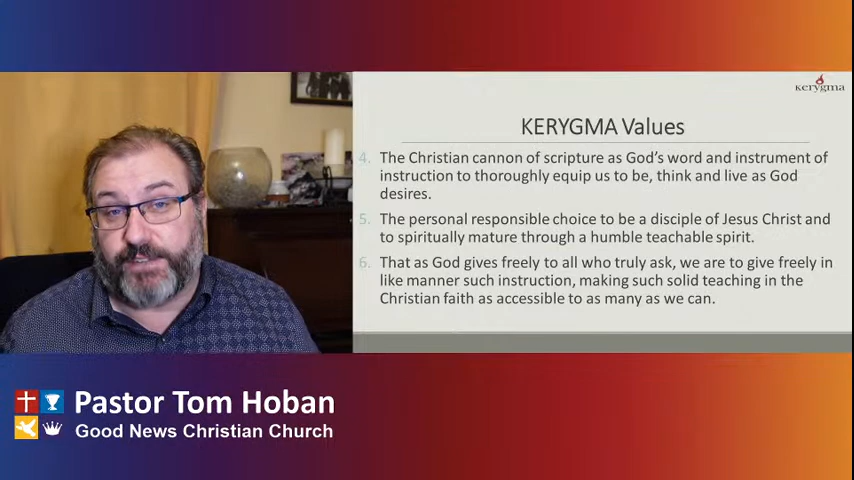 кerygma
KERYGMA Values
4. The Christian cannon of scripture as God's word and instrument of
instruction to thoroughly equip us to be, think and live as God
desires.
5. The personal responsible choice to be a disciple of Jesus Christ and
to spiritually mature through a humble teachable spirit.
6. That as God gives freely to all who truly ask, we are to give freely in
like manner such instruction, making such solid teaching in the
Christian faith as accessible to as many as we can.
Pastor Tom Hoban
Good News Christian Church